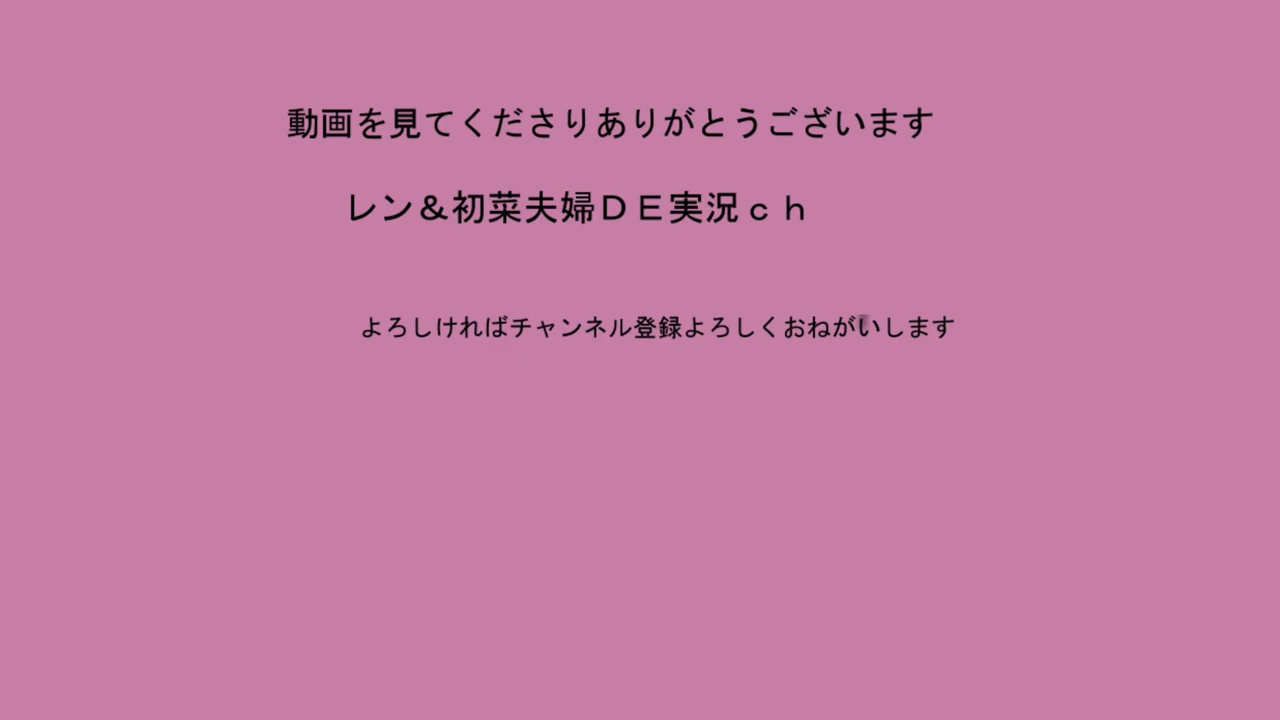 動画を見てくださりありがとうございます
レン＆初菜夫婦ＤＥ実況ｃｈ
よろしければチャンネル登録よろしくおねがいします